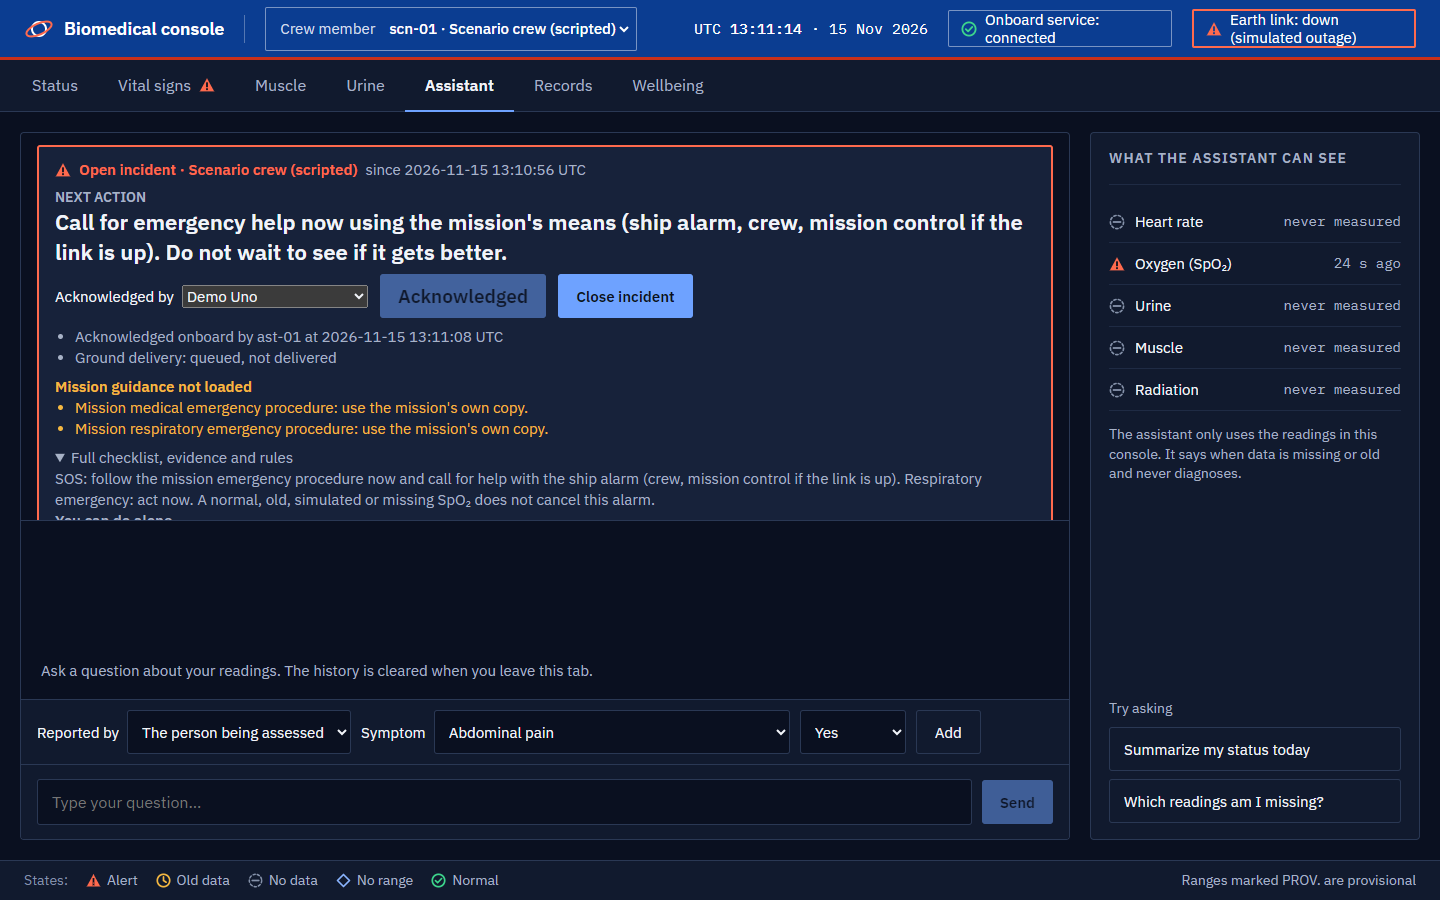 Biomedical console
Crew member scn-01 · Scenario crew (scripted)
UTC 13:11:14 · 15 Nov 2026
Onboard service: connected
Earth link: down (simulated outage)
Status
Vital signs
Muscle
Urine
Assistant
Records
Wellbeing
Open incident · Scenario crew (scripted) since 2026-11-15 13:10:56 UTC
NEXT ACTION
Call for emergency help now using the mission's means (ship alarm, crew, mission control if the
link is up). Do not wait to see if it gets better.
Acknowledged by Demo Uno Acknowledged Close incident
• Acknowledged onboard by ast-01 at 2026-11-15 13:11:08 UTC
• Ground delivery: queued, not delivered
Mission guidance not loaded
• Mission medical emergency procedure: use the mission's own copy.
• Mission respiratory emergency procedure: use the mission's own copy.
▼ Full checklist, evidence and rules
SOS: follow the mission emergency procedure now and call for help with the ship alarm (crew, mission control if the link is up). Respiratory
emergency: act now. A normal, old, simulated or missing SpO₂ does not cancel this alarm.
You can do alone
Ask a question about your readings. The history is cleared when you leave this tab.
Reported by The person being assessed Symptom Abdominal pain Yes Add
Type your question...
Send
WHAT THE ASSISTANT CAN SEE
Heart rate never measured
Oxygen (SpO₂) 24 s ago
Urine never measured
Muscle never measured
Radiation never measured
The assistant only uses the readings in this
console. It says when data is missing or old
and never diagnoses.
Try asking
Summarize my status today
Which readings am I missing?
States: Alert Old data No data No range Normal
Ranges marked PROV. are provisional